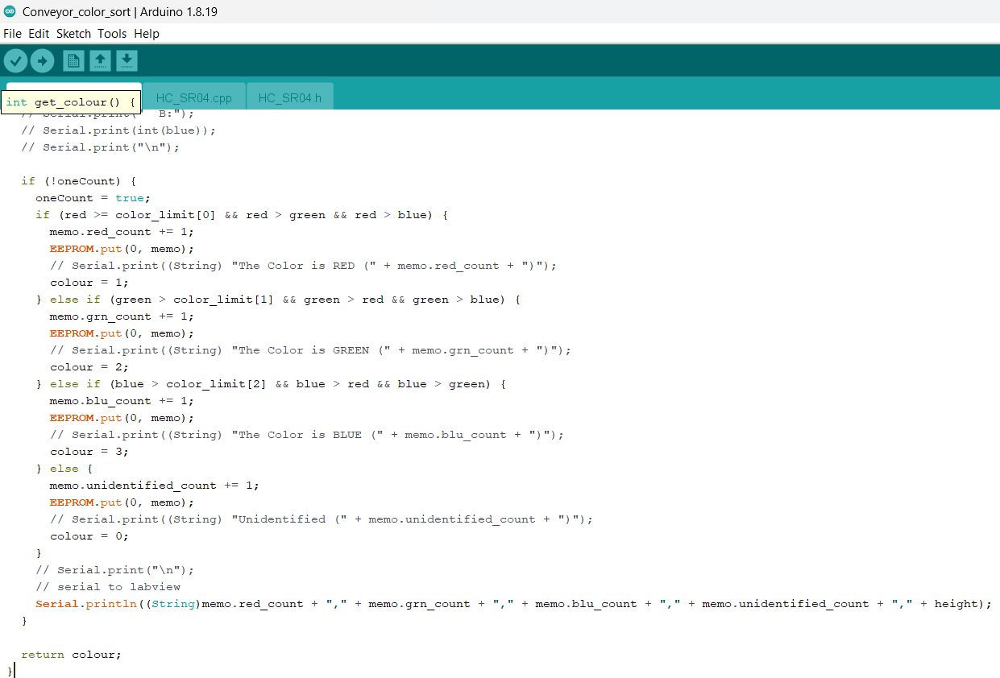 Conveyor_color_sort | Arduino 1.8.19
File Edit Sketch Tools Help
int get_colour() {
HC_SR04.cpp
HC_SR04.h
// Serial.print("   B:");
// Serial.print(int(blue));
// Serial.print("\n");
if (!oneCount) {
oneCount = true;
if (red >= color_limit[0] && red > green && red > blue) {
memo.red_count += 1;
EEPROM.put(0, memo);
// Serial.print((String) "The Color is RED (" + memo.red_count + ")");
colour = 1;
} else if (green > color_limit[1] && green > red && green > blue) {
memo.grn_count += 1;
EEPROM.put(0, memo);
// Serial.print((String) "The Color is GREEN (" + memo.grn_count + ")");
colour = 2;
} else if (blue > color_limit[2] && blue > red && blue > green) {
memo.blu_count += 1;
EEPROM.put(0, memo);
// Serial.print((String) "The Color is BLUE (" + memo.blu_count + ")");
colour = 3;
} else {
memo.unidentified_count += 1;
EEPROM.put(0, memo);
// Serial.print((String) "Unidentified (" + memo.unidentified_count + ")");
colour = 0;
}
// Serial.print("\n");
// serial to labview
Serial.println((String)memo.red_count + "," + memo.grn_count + "," + memo.blu_count + "," + memo.unidentified_count + "," + height);
}
return colour;
}